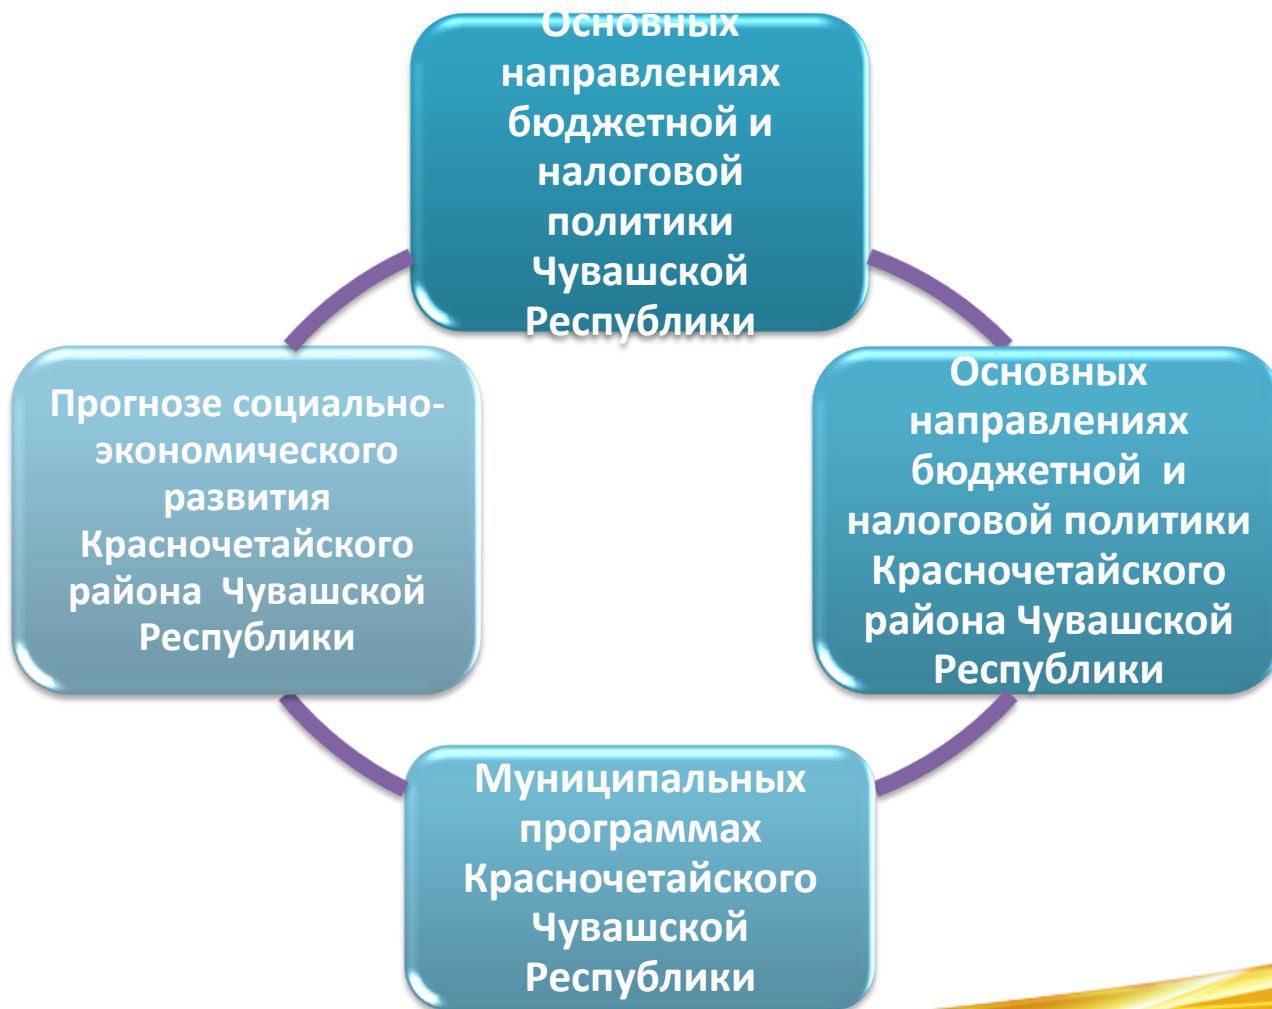 Основных
направлениях
бюджетной и
налоговой
политики
Чувашской
Республики
Прогнозе социально-
экономического
развития
Красночетайского
района Чувашской
Республики
Основных
направлениях
бюджетной и
налоговой политики
Красночетайского
района Чувашской
Республики
Муниципальных
программах
Красночетайского
Чувашской
Республики